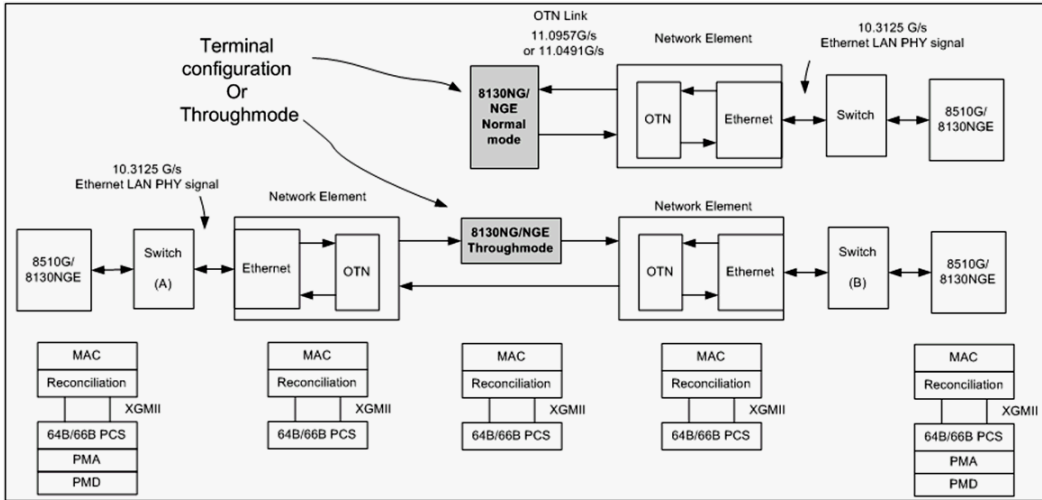 OTN Link
11.0957G/s
or 11.0491G/s
Network Element
10.3125 G/s
Ethernet LAN PHY signal
Terminal
configuration
Or
Throughmode
8130NG/
NGE
Normal
mode
OTN
Ethernet
Switch
8510G/
8130NGE
10.3125 G/s
Ethernet LAN PHY signal
Network Element
Network Element
8510G/
8130NGE
Switch
(A)
Ethernet
OTN
8130NG/NGE
Throughmode
OTN
Ethernet
Switch
(B)
8510G/
8130NGE
MAC
Reconciliation
XGMII
64B/66B PCS
PMA
PMD
MAC
Reconciliation
XGMII
64B/66B PCS
MAC
Reconciliation
XGMII
64B/66B PCS
MAC
Reconciliation
XGMII
64B/66B PCS
MAC
Reconciliation
XGMII
64B/66B PCS
PMA
PMD